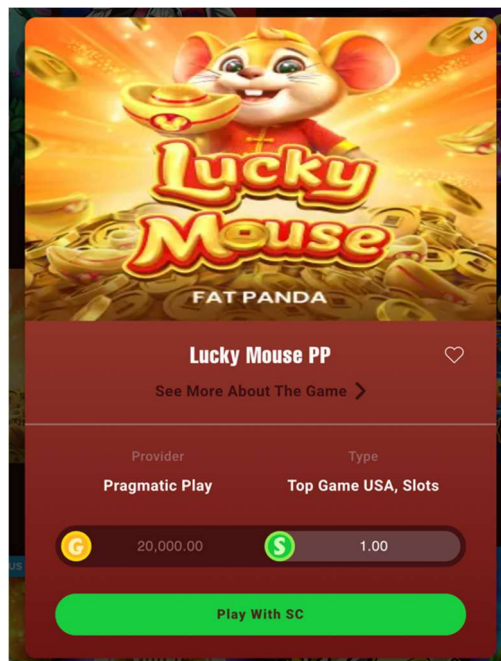 Lucky
Mouse
FAT PANDA
Lucky Mouse PP
See More About The Game
Provider
Type
Pragmatic Play
Top Game USA, Slots
G
20,000.00
S
1.00
US
Play With SC